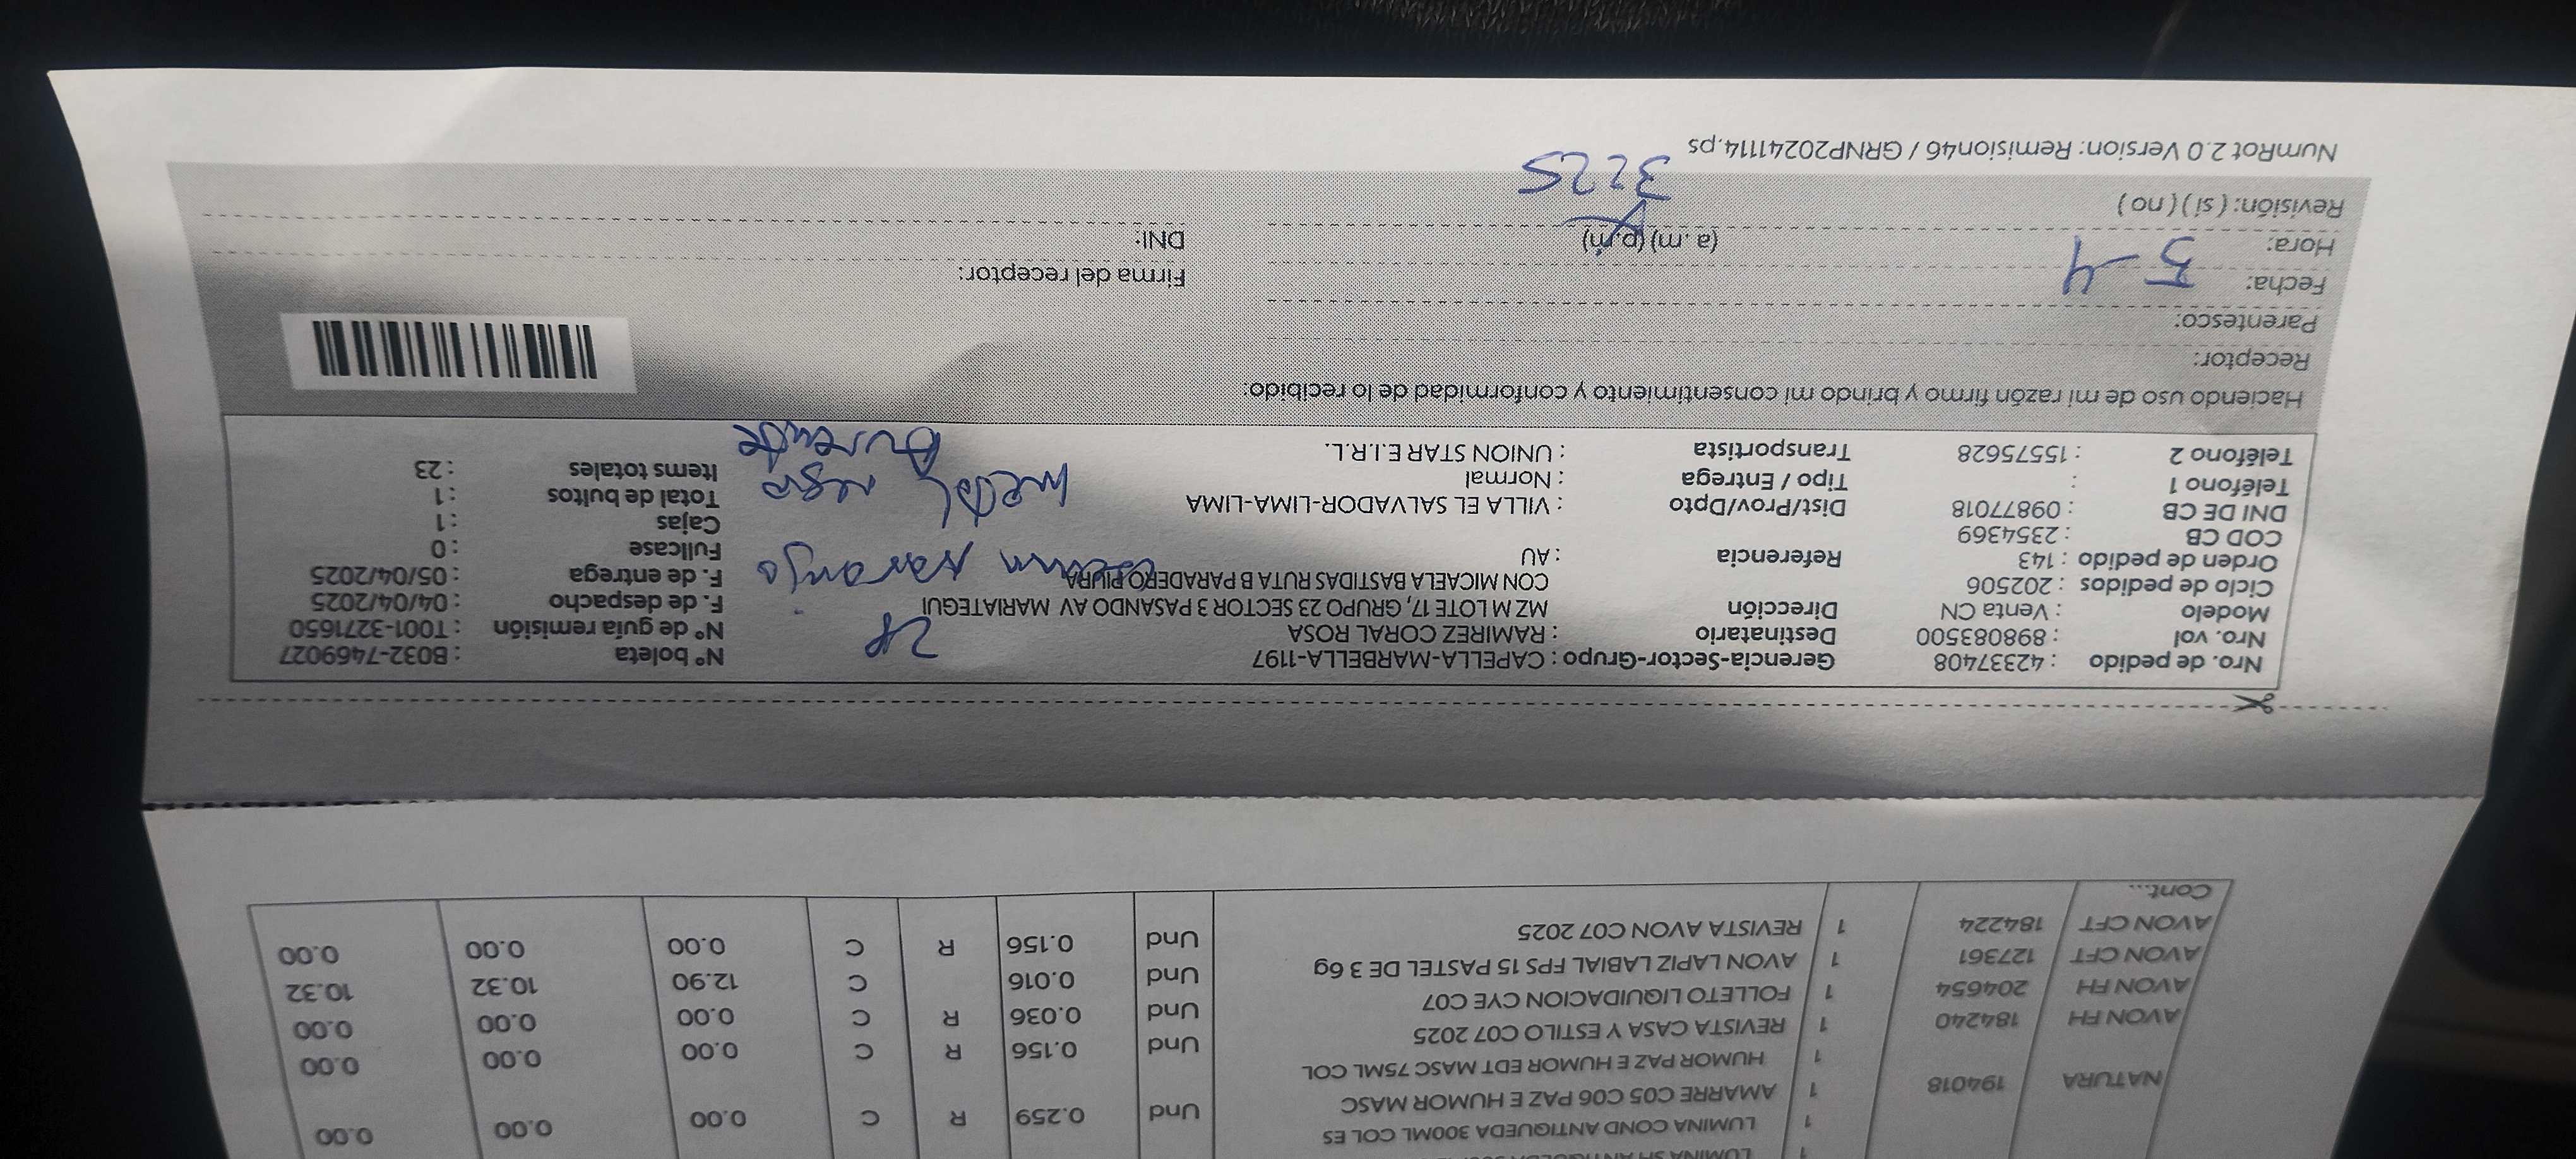 LUMINA COND ANTIQUEDA 300ML COL ES 1
AMARRE C05 C06 PAZ E HUMOR MASC 1
NATURA 194018 1 HUMOR PAZ E HUMOR EDT MASC 75ML COL Und 0.259 R C 0.00 0.00 0.00
AVON FH 184240 1 REVISTA CASA Y ESTILO C07 2025 Und 0.156 R C 0.00 0.00 0.00
AVON FH 204654 1 FOLLETO LIQUIDACION CYE C07 Und 0.036 R C 0.00 0.00 0.00
AVON CFT 127361 1 AVON LAPIZ LABIAL FPS 15 PASTEL DE 3 6g Und 0.016 C 12.90 10.32 10.32
AVON CFT 184224 1 REVISTA AVON C07 2025 Und 0.156 R C 0.00 0.00 0.00
Cont...
Nro. de pedido : 42337408 Gerencia-Sector-Grupo : CAPELLA-MARBELLA-1197 N° boleta : B032-7469027
Nro. vol : 898083500 Destinatario : RAMIREZ CORAL ROSA N° de guía remisión : T001-3271650
2P
Modelo : Venta CN Dirección MZ M LOTE 17, GRUPO 23 SECTOR 3 PASANDO AV MARIATEGUI F. de despacho : 04/04/2025
Ciclo de pedidos : 202506 CON MICAELA BASTIDAS RUTA B PARADERO PIURA F. de entrega : 05/04/2025
naranja
Orden de pedido : 143 Referencia : AU Fullcase : 0
COD CB : 2354369 Cajas : 1
DNI DE CB : 09877018 Dist/Prov/Dpto : VILLA EL SALVADOR-LIMA-LIMA Total de bultos : 1
Teléfono 1 : Tipo / Entrega : Normal Items totales : 23
metal negro
Teléfono 2 : 15575628 Transportista : UNION STAR E.I.R.L.
Haciendo uso de mi razón firmo y brindo mi consentimiento y conformidad de lo recibido:
Receptor:
Parentesco:
Fecha: 5-4 Firma del receptor:
Hora: (a.m) (p.m) DNI:
Revisión: ( si ) ( no )
3225
NumRot 2.0 Version: Remision46 / GRNP20241114.ps